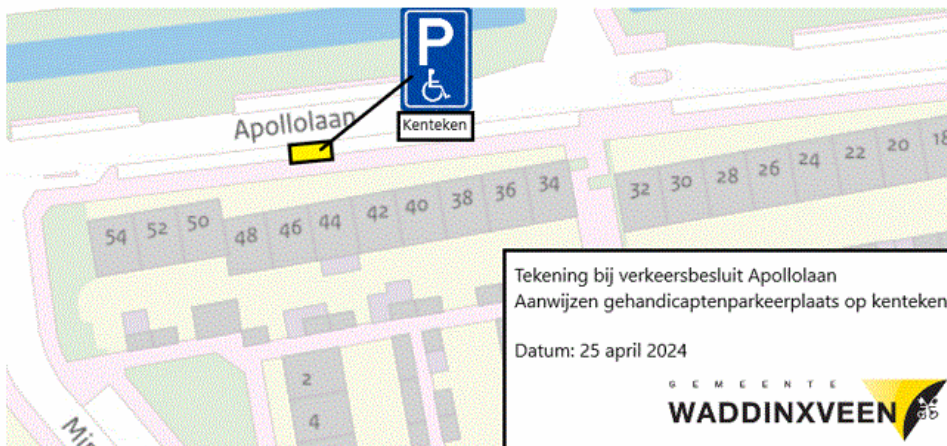 P
Kenteken
Apollolaan
54 52 50 48 46 44 42 40 38 36 34
32 30 28 26 24 22 20 18
2
4
Tekening bij verkeersbesluit Apollolaan
Aanwijzen gehandicaptenparkeerplaats op kenteken
Datum: 25 april 2024
GEMEENTE
WADDINXVEEN